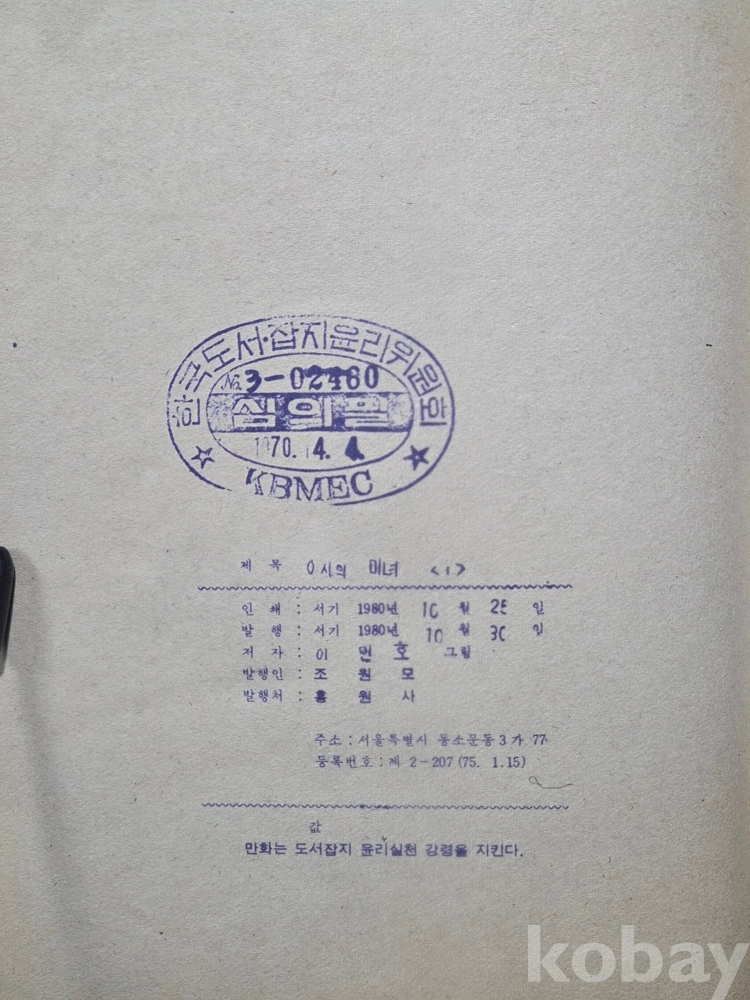 한국도서·잡지윤리위원회
No. 3-02460
심의필
1970. 4. 4
KBMEC
제 목 0시의 미녀 <1>
인 쇄 : 서기 1980년 10 월 25 일
발 행 : 서기 1980년 10 월 30 일
저 자 : 이 호 그림
발행인 : 조 원 모
발행처 : 흥 원 사
주소 : 서울특별시 동소문동 3 가 77
등록번호 : 제 2-207 (75. 1.15)
값
만화는 도서잡지 윤리실천 강령을 지킨다.
kobay